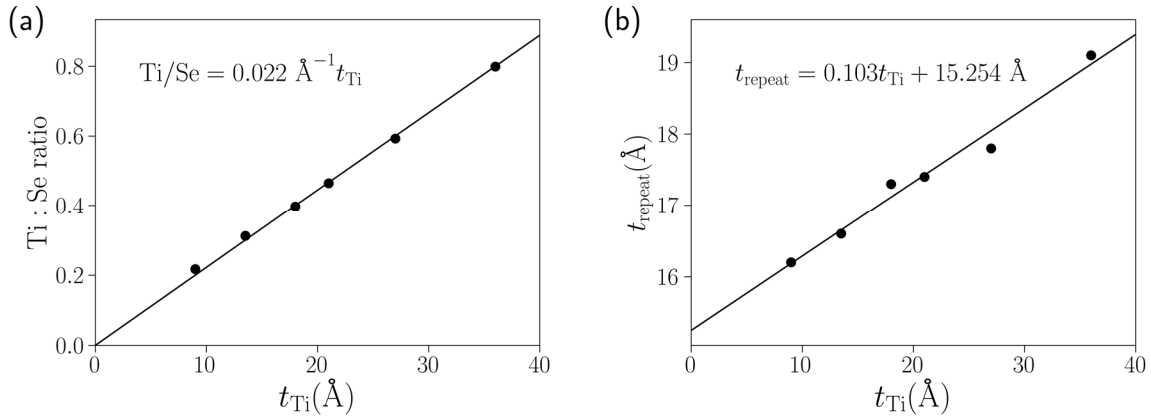 (a)
Ti/Se = 0.022 Å⁻¹t_Ti
Ti : Se ratio
0.8
0.6
0.4
0.2
0.0
0 10 20 30 40
t_Ti(Å)
(b)
t_repeat = 0.103t_Ti + 15.254 Å
t_repeat(Å)
19
18
17
16
0 10 20 30 40
t_Ti(Å)